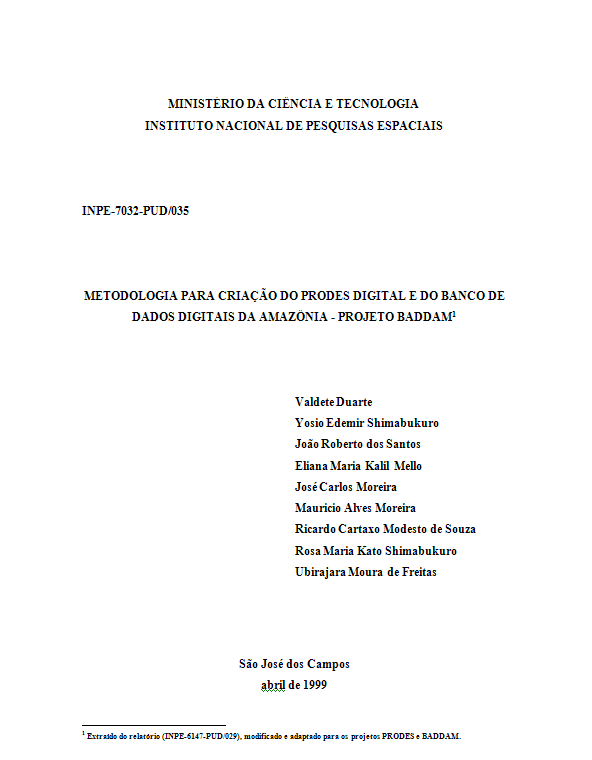 MINISTÉRIO DA CIÊNCIA E TECNOLOGIA
INSTITUTO NACIONAL DE PESQUISAS ESPACIAIS
INPE-7032-PUD/035
METODOLOGIA PARA CRIAÇÃO DO PRODES DIGITAL E DO BANCO DE
DADOS DIGITAIS DA AMAZÔNIA - PROJETO BADDAM¹
Valdete Duarte
Yosio Edemir Shimabukuro
João Roberto dos Santos
Eliana Maria Kalil Mello
José Carlos Moreira
Mauricio Alves Moreira
Ricardo Cartaxo Modesto de Souza
Rosa Maria Kato Shimabukuro
Ubirajara Moura de Freitas
São José dos Campos
abril de 1999
¹ Extraído do relatório (INPE-6147-PUD/029), modificado e adaptado para os projetos PRODES e BADDAM.